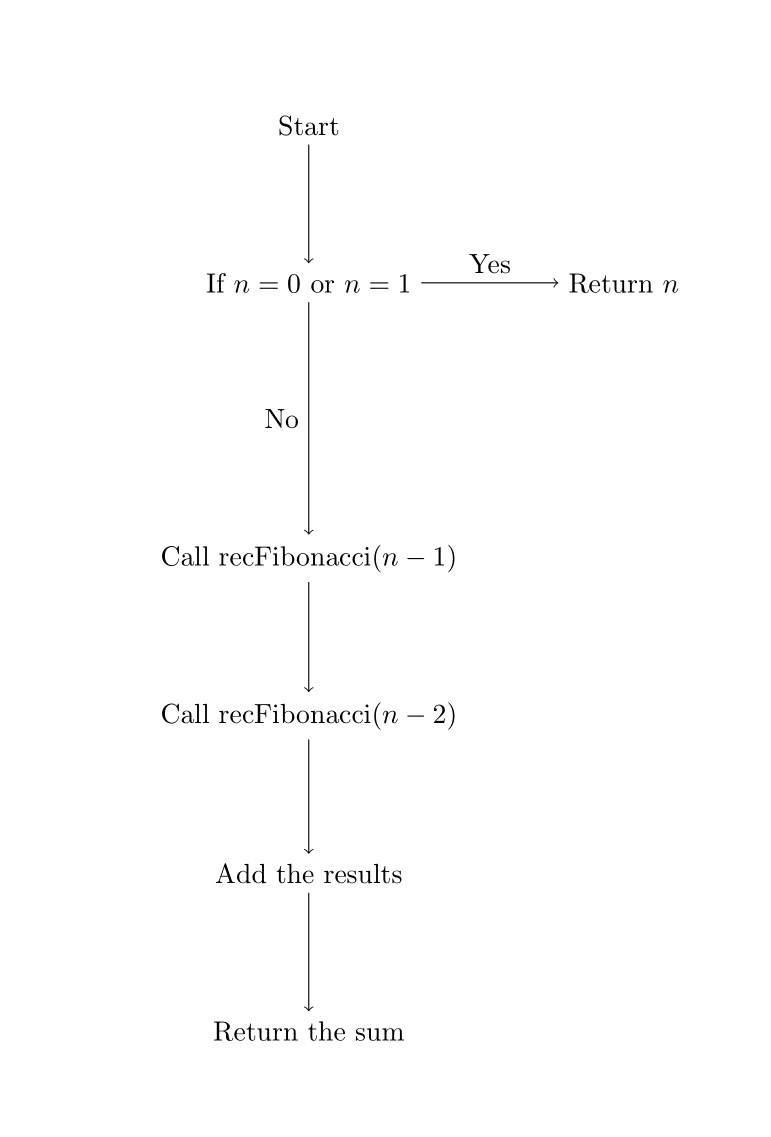 Start
Yes
If n = 0 or n = 1
Return n
No
Call recFibonacci(n − 1)
Call recFibonacci(n − 2)
Add the results
Return the sum